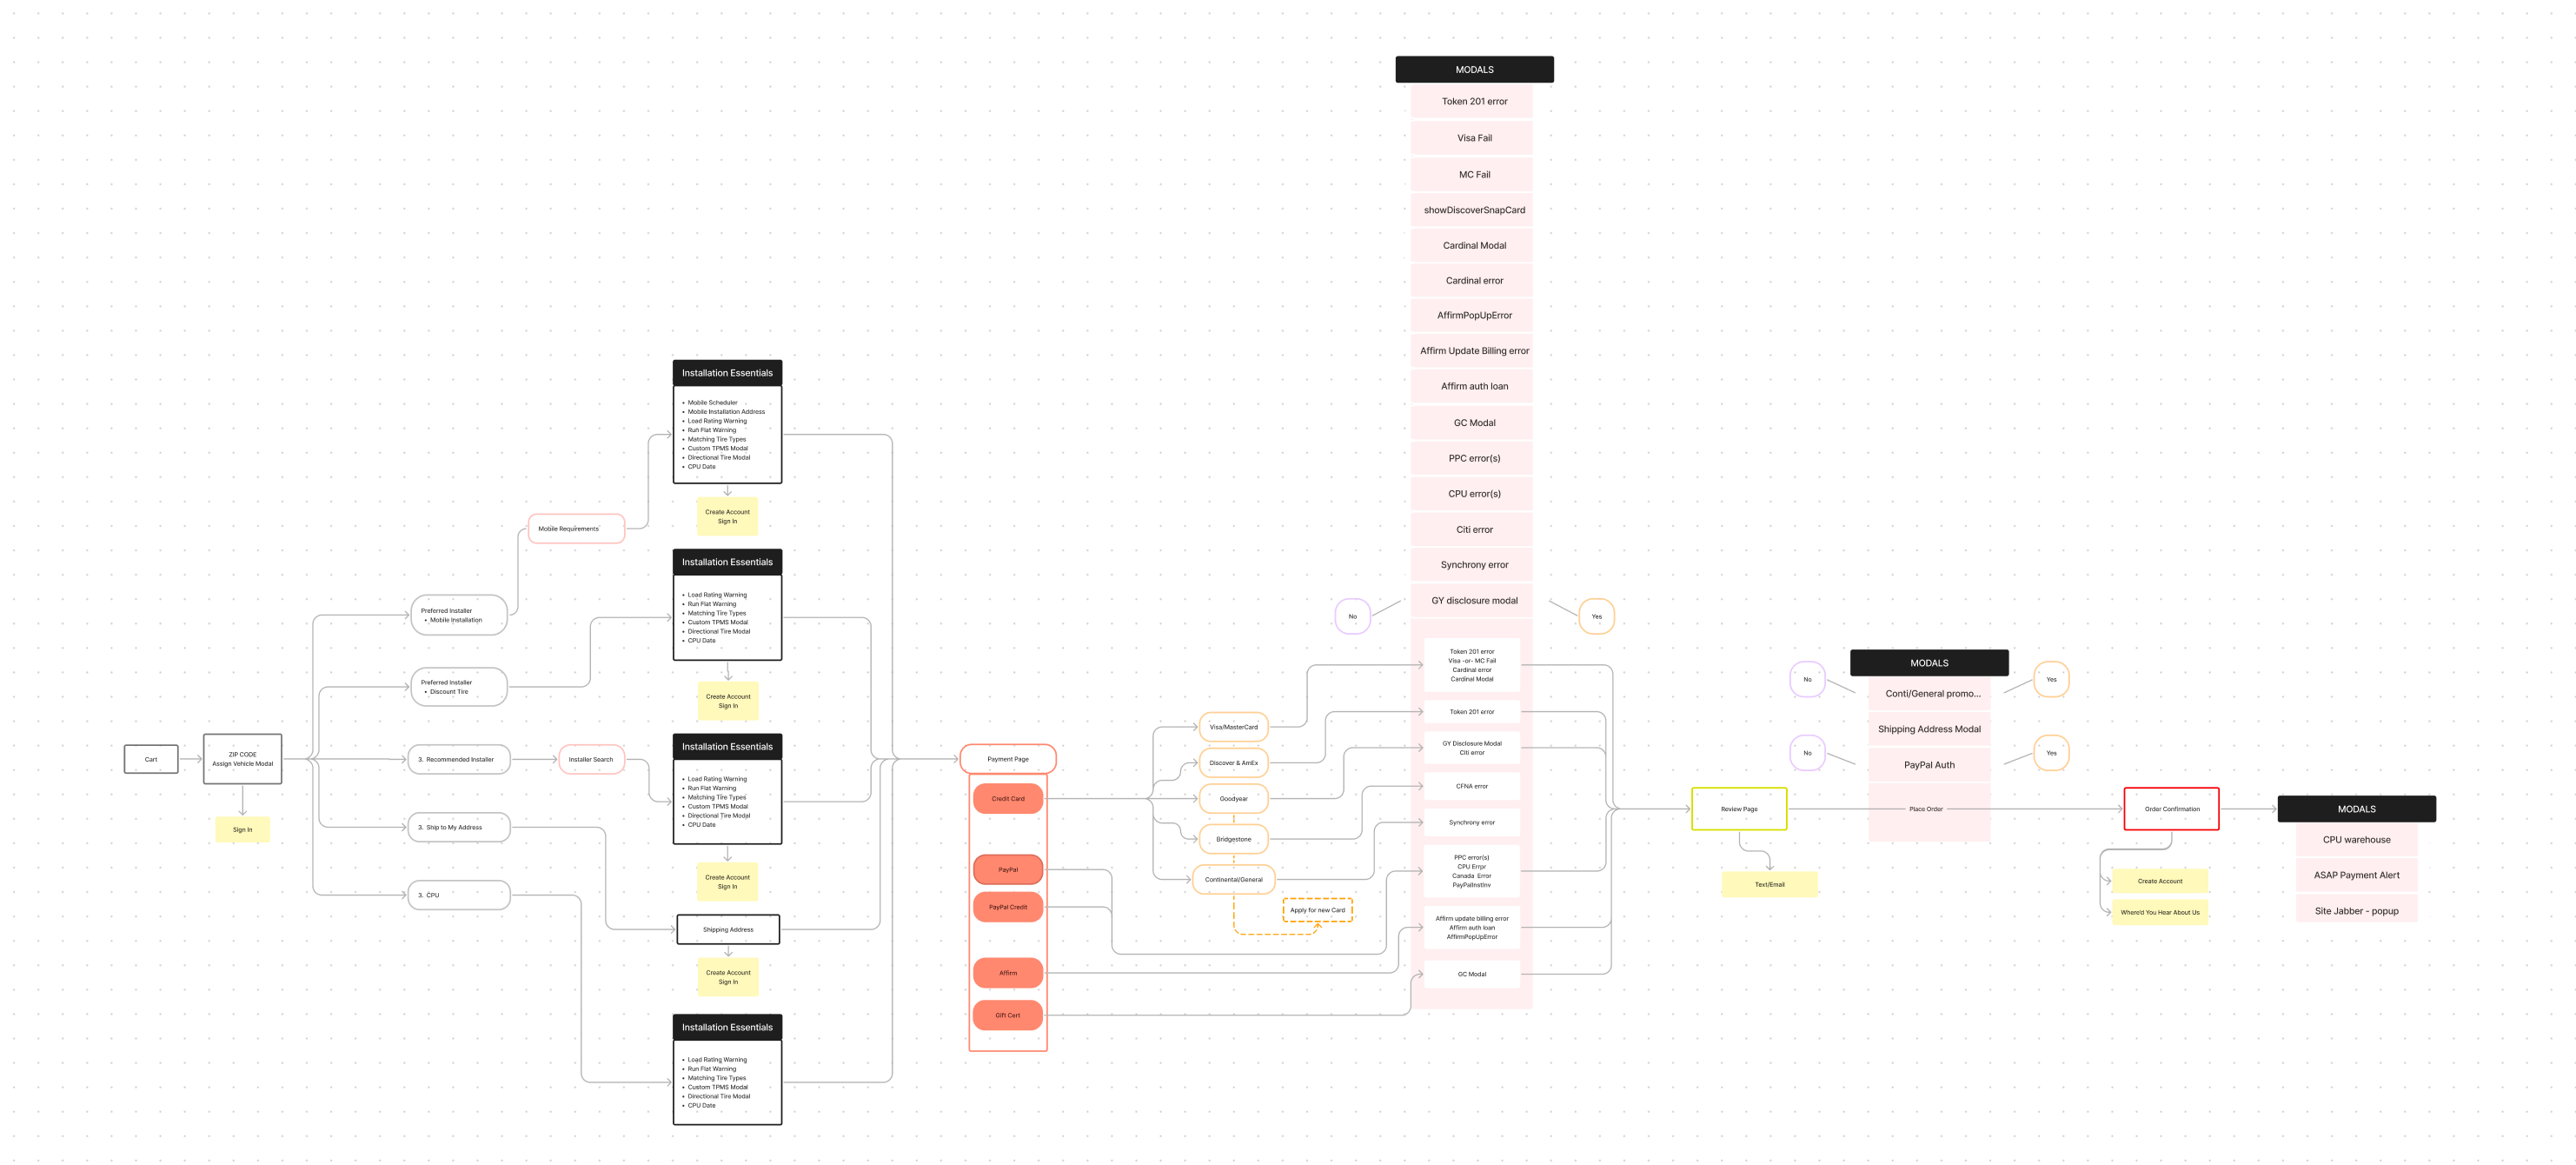 Cart
ZIP CODE
Assign Vehicle Modal
Sign In
Preferred Installer
• Mobile Installation
Preferred Installer
• Discount Tire
3. Recommended Installer
3. Ship to My Address
3. CPU
Mobile Requirements
Installer Search
Installation Essentials
• Mobile Scheduler
• Mobile Installation Address
• Load Rating Warning
• Run Flat Warning
• Matching Tire Types
• Custom TPMS Modal
• Directional Tire Modal
• CPU Date
Create Account
Sign In
Installation Essentials
• Load Rating Warning
• Run Flat Warning
• Matching Tire Types
• Custom TPMS Modal
• Directional Tire Modal
• CPU Date
Create Account
Sign In
Installation Essentials
• Load Rating Warning
• Run Flat Warning
• Matching Tire Types
• Custom TPMS Modal
• Directional Tire Modal
• CPU Date
Create Account
Sign In
Shipping Address
Create Account
Sign In
Installation Essentials
• Load Rating Warning
• Run Flat Warning
• Matching Tire Types
• Custom TPMS Modal
• Directional Tire Modal
• CPU Date
Payment Page
Credit Card
PayPal
PayPal Credit
Affirm
Gift Cert
Visa/MasterCard
Discover & AmEx
Goodyear
Bridgestone
Continental/General
Apply for new Card
MODALS
Token 201 error
Visa Fail
MC Fail
showDiscoverSnapCard
Cardinal Modal
Cardinal error
AffirmPopUpError
Affirm Update Billing error
Affirm auth loan
GC Modal
PPC error(s)
CPU error(s)
Citi error
Synchrony error
GY disclosure modal
No
Yes
Token 201 error
Visa -or- MC Fail
Cardinal error
Cardinal Modal
Token 201 error
GY Disclosure Modal
Citi error
CFNA error
Synchrony error
PPC error(s)
CPU Errpr
Canada Error
PayPalInstInv
Affirm update billing error
Affirm auth loan
AffirmPopUpError
GC Modal
Review Page
Text/Email
MODALS
Conti/General promo...
Shipping Address Modal
PayPal Auth
Place Order
No
Yes
No
Yes
Order Confirmation
Create Account
Where'd You Hear About Us
MODALS
CPU warehouse
ASAP Payment Alert
Site Jabber - popup